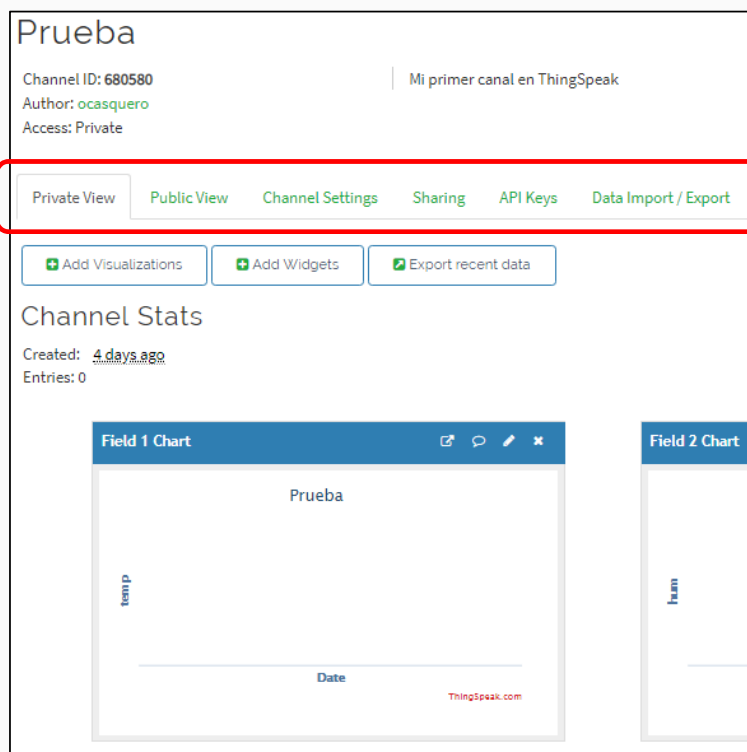 Prueba
Channel ID: 680580
Mi primer canal en ThingSpeak
Author: ocasquero
Access: Private
Private View Public View Channel Settings Sharing API Keys Data Import / Export
Add Visualizations Add Widgets Export recent data
Channel Stats
Created: 4 days ago
Entries: 0
Field 1 Chart
Prueba
temp
Date
ThingSpeak.com
Field 2 Chart
hum